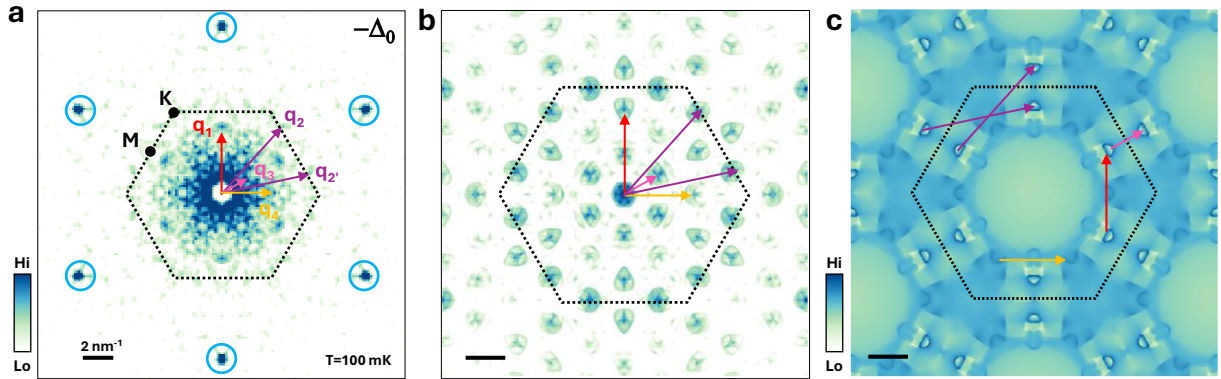 a
−Δ₀
K
M
q₁
q₂
q₃
q₂'
q₄
Hi
Lo
2 nm⁻¹
T=100 mK
b
c
Hi
Lo